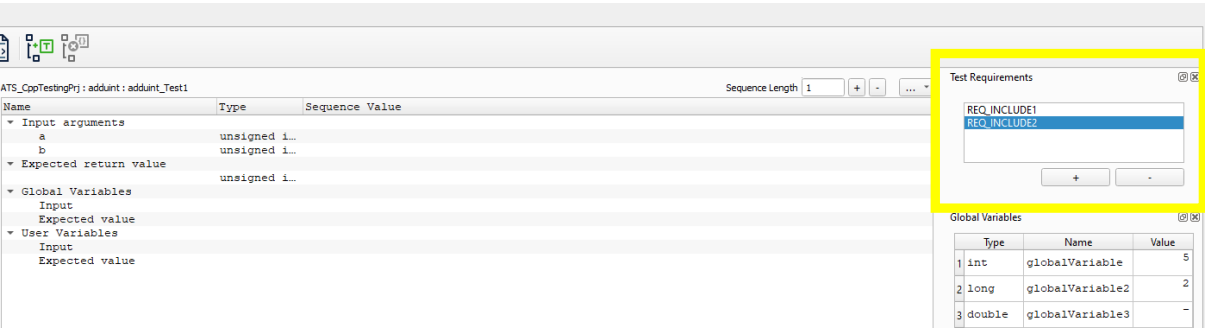 ATS_CppTestingPrj : adduint : adduint_Test1
Sequence Length 1 + - ...
Name Type Sequence Value
Input arguments
a unsigned i...
b unsigned i...
Expected return value
unsigned i...
Global Variables
Input
Expected value
User Variables
Input
Expected value
Test Requirements
REQ_INCLUDE1
REQ_INCLUDE2
+ -
Global Variables
Type Name Value
1 int globalVariable 5
2 long globalVariable2 2
3 double globalVariable3 -